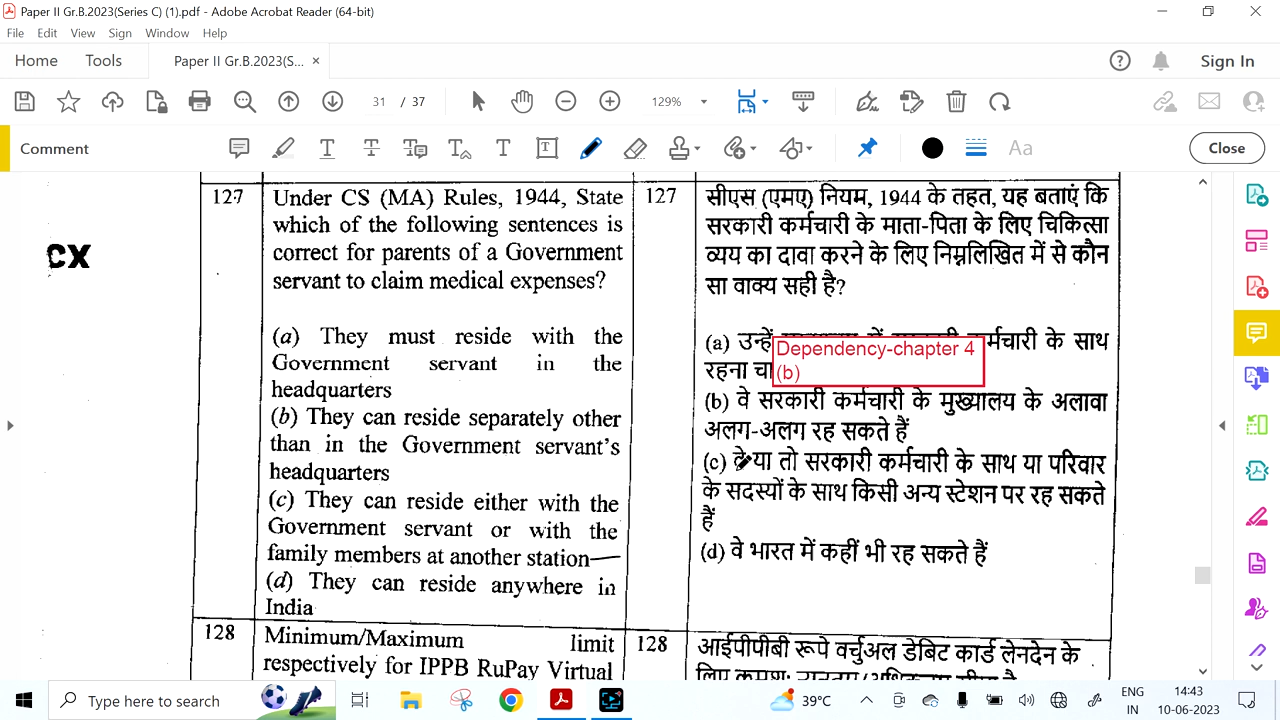 Paper II Gr.B.2023(Series C) (1).pdf - Adobe Acrobat Reader (64-bit)
File Edit View Sign Window Help
Home Tools Paper II Gr.B.2023(S... × Sign In
31 / 37 129%
Comment Aa Close
127 Under CS (MA) Rules, 1944, State
which of the following sentences is
correct for parents of a Government
servant to claim medical expenses?
CX
(a) They must reside with the
Government servant in the
headquarters
(b) They can reside separately other
than in the Government servant's
headquarters
(c) They can reside either with the
Government servant or with the
family members at another station
(d) They can reside anywhere in
India
127 सीएस (एमए) नियम, 1944 के तहत, यह बताएं कि
सरकारी कर्मचारी के माता-पिता के लिए चिकित्सा
व्यय का दावा करने के लिए निम्नलिखित में से कौन
सा वाक्य सही है?
(a) उन्हें कर्मचारी के साथ
रहना
Dependency-chapter 4
(b)
(b) वे सरकारी कर्मचारी के मुख्यालय के अलावा
अलग-अलग रह सकते हैं
(c) वे या तो सरकारी कर्मचारी के साथ या परिवार
के सदस्यों के साथ किसी अन्य स्टेशन पर रह सकते
हैं
(d) वे भारत में कहीं भी रह सकते हैं
128 Minimum/Maximum limit
respectively for IPPB RuPay Virtual
128 आईपीपीबी रूपे वर्चुअल डेबिट कार्ड लेनदेन के
Type here to search 39°C ENG 14:43
IN 10-06-2023